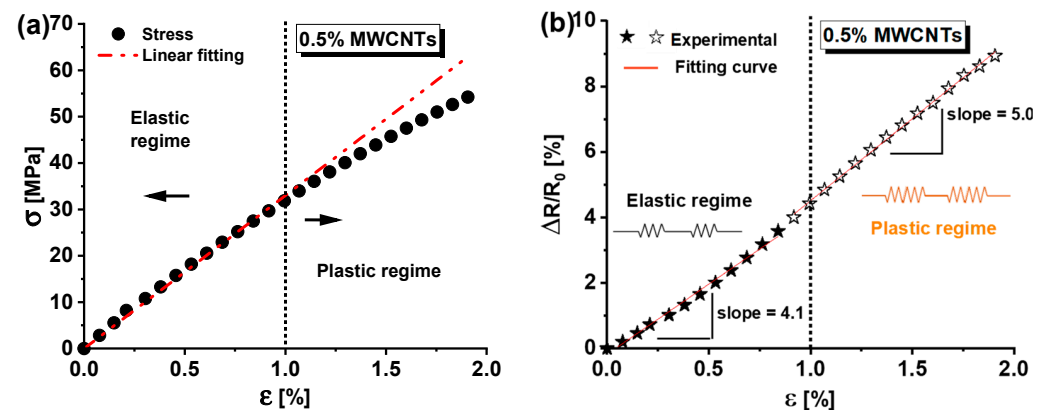 (a)
70
60
50
40
30
20
10
0
σ [MPa]
Stress
Linear fitting
0.5% MWCNTs
Elastic
regime
Plastic regime
0.0
0.5
1.0
1.5
2.0
ε [%]
(b)
10
8
6
4
2
0
ΔR/R0 [%]
Experimental
Fitting curve
0.5% MWCNTs
slope = 5.0
Elastic regime
Plastic regime
slope = 4.1
0.0
0.5
1.0
1.5
2.0
ε [%]